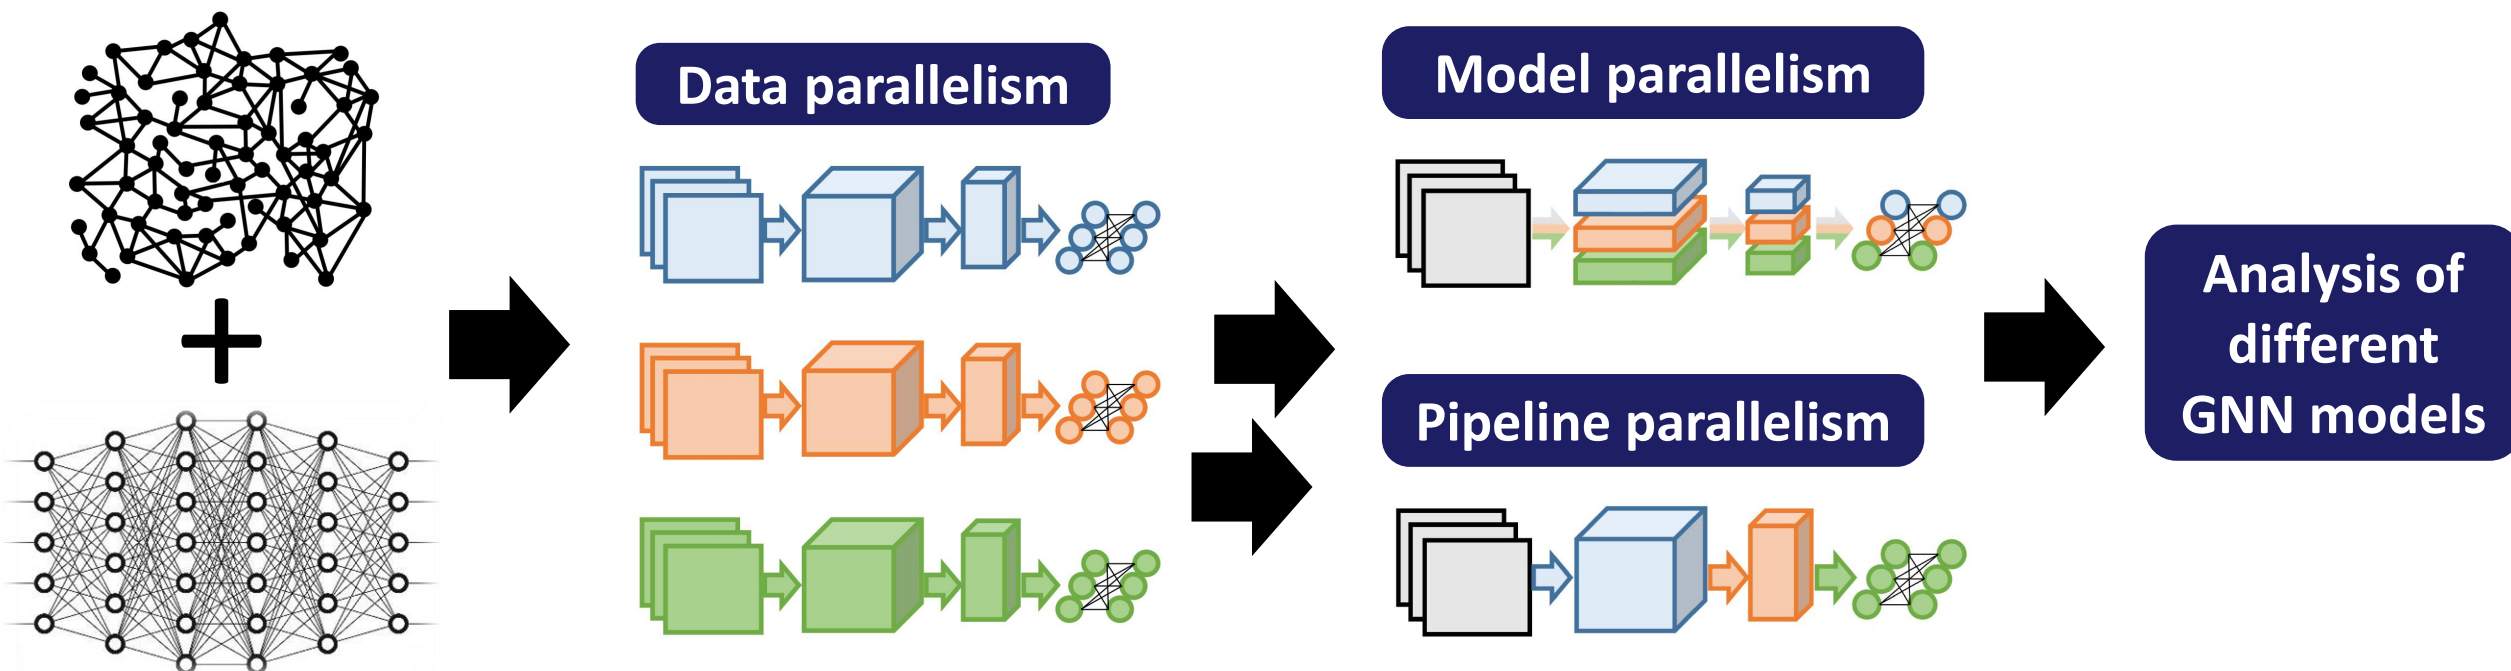 Data parallelism
Model parallelism
Pipeline parallelism
Analysis of
different
GNN models